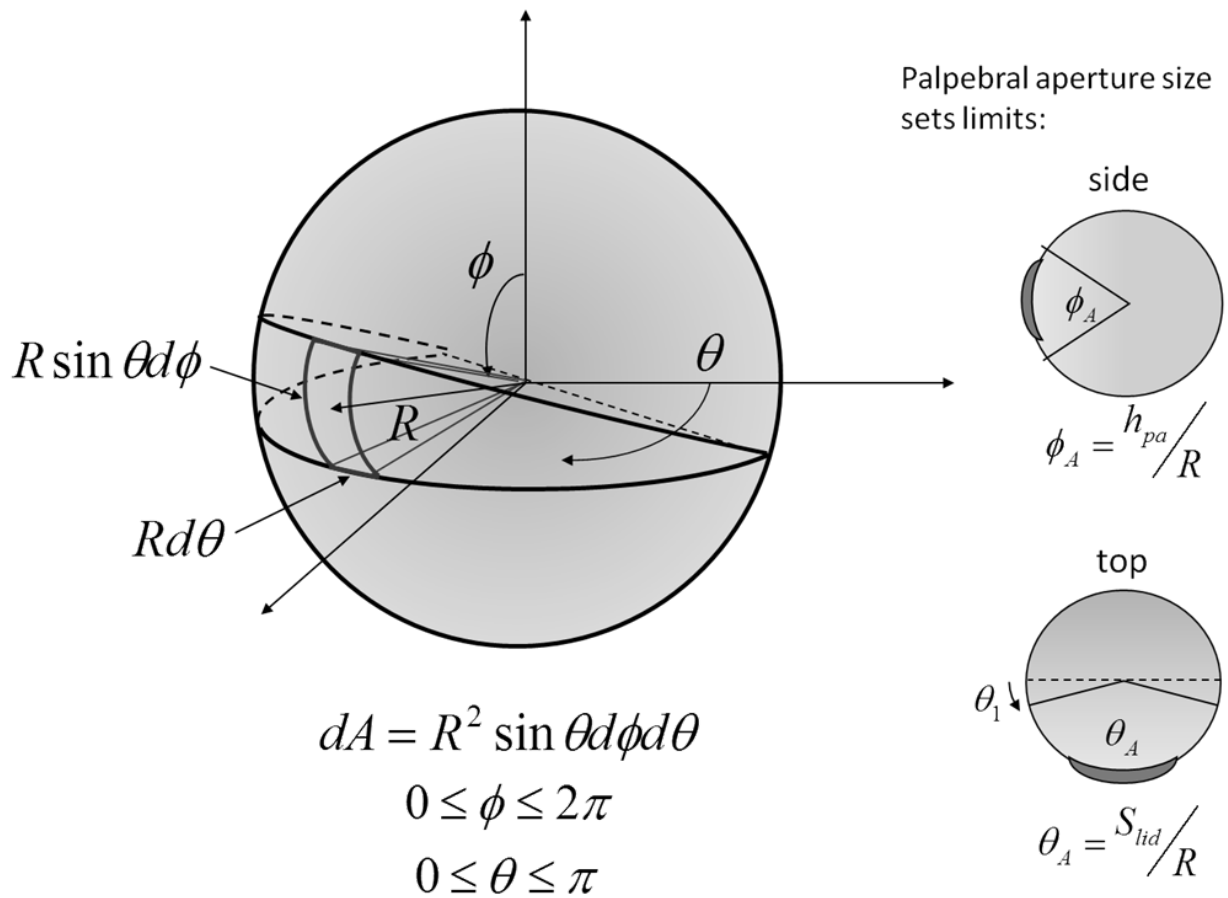 Palpebral aperture size
sets limits:
side
ϕ
θ
R sin θdϕ
R
ϕ_A
ϕ_A = h_pa/R
Rdθ
top
θ_1
θ_A
dA = R² sin θdϕdθ
0 ≤ ϕ ≤ 2π
0 ≤ θ ≤ π
θ_A = S_lid/R